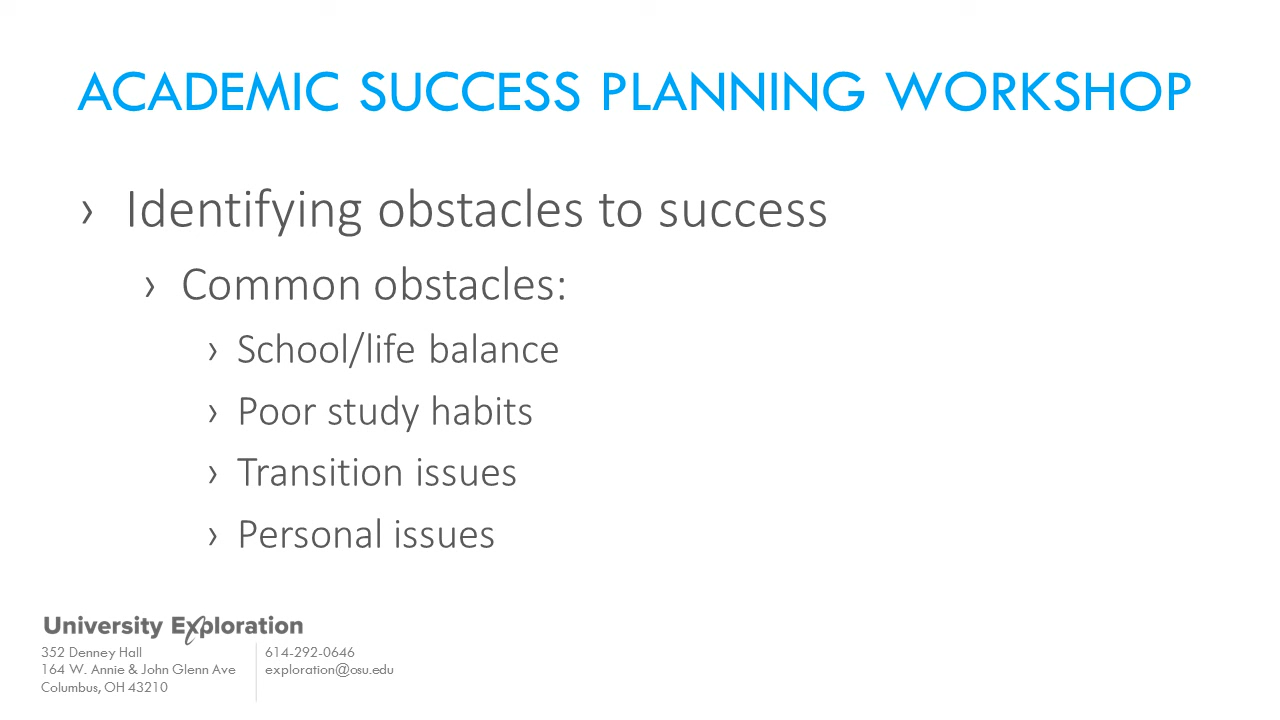 ACADEMIC SUCCESS PLANNING WORKSHOP
› Identifying obstacles to success
› Common obstacles:
› School/life balance
› Poor study habits
› Transition issues
› Personal issues
University Exploration
352 Denney Hall
164 W. Annie & John Glenn Ave
Columbus, OH 43210
614-292-0646
exploration@osu.edu